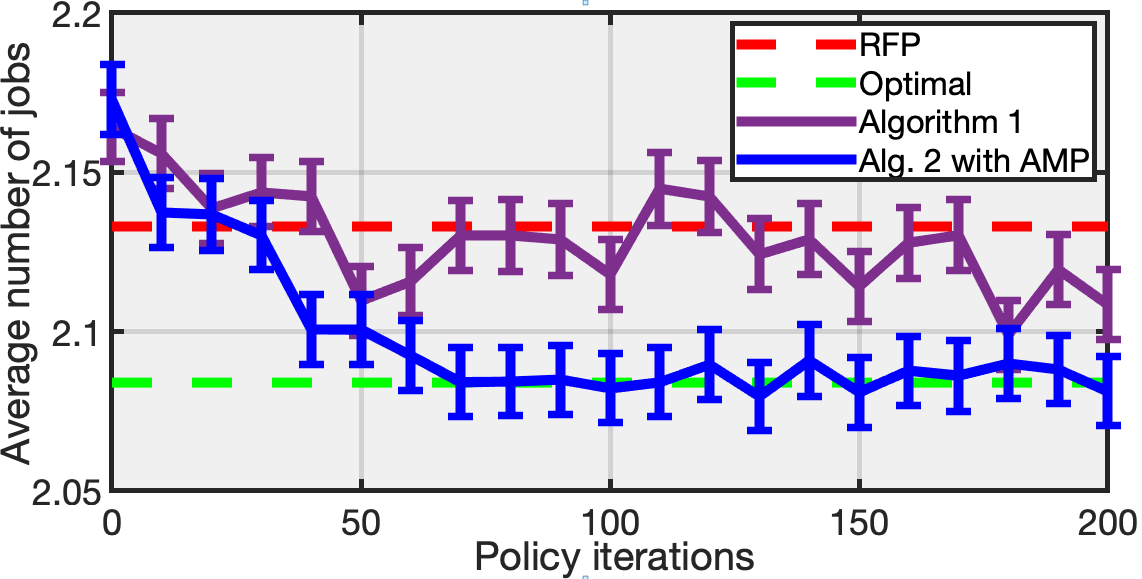 2.2
2.15
2.1
2.05
Average number of jobs
RFP
Optimal
Algorithm 1
Alg. 2 with AMP
0
50
100
150
200
Policy iterations